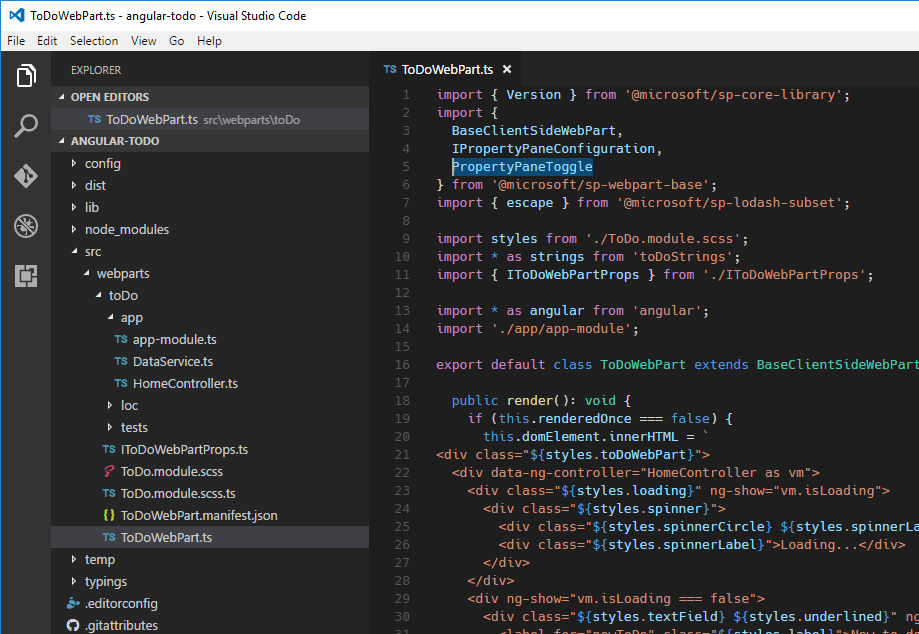 ToDoWebPart.ts - angular-todo - Visual Studio Code
File Edit Selection View Go Help
EXPLORER
OPEN EDITORS
TS ToDoWebPart.ts src\webparts\toDo
ANGULAR-TODO
config
dist
lib
node_modules
src
webparts
toDo
app
TS app-module.ts
TS DataService.ts
TS HomeController.ts
loc
tests
TS IToDoWebPartProps.ts
ToDo.module.scss
TS ToDo.module.scss.ts
{} ToDoWebPart.manifest.json
TS ToDoWebPart.ts
temp
typings
.editorconfig
.gitattributes
TS ToDoWebPart.ts ×
1 import { Version } from '@microsoft/sp-core-library';
2 import {
3 BaseClientSideWebPart,
4 IPropertyPaneConfiguration,
5 PropertyPaneToggle
6 } from '@microsoft/sp-webpart-base';
7 import { escape } from '@microsoft/sp-lodash-subset';
8
9 import styles from './ToDo.module.scss';
10 import * as strings from 'toDoStrings';
11 import { IToDoWebPartProps } from './IToDoWebPartProps';
12
13 import * as angular from 'angular';
14 import './app/app-module';
15
16 export default class ToDoWebPart extends BaseClientSideWebPart
17
18 public render(): void {
19 if (this.renderedOnce === false) {
20 this.domElement.innerHTML = `
21 <div class="${styles.toDoWebPart}">
22 <div data-ng-controller="HomeController as vm">
23 <div class="${styles.loading}" ng-show="vm.isLoading">
24 <div class="${styles.spinner}">
25 <div class="${styles.spinnerCircle} ${styles.spinnerLa
26 <div class="${styles.spinnerLabel}">Loading...</div>
27 </div>
28 </div>
29 <div ng-show="vm.isLoading === false">
30 <div class="${styles.textField} ${styles.underlined}" ng
31 <label for="newToDo" class="${styles.label}">New to do